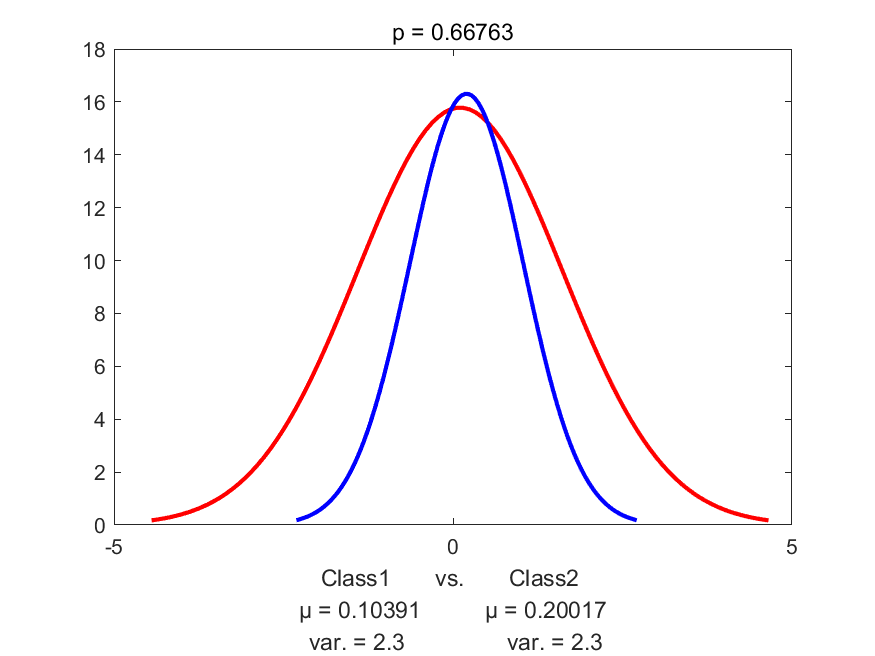 p = 0.66763
18
16
14
12
10
8
6
4
2
0
-5 0 5
Class1 vs. Class2
μ = 0.10391 μ = 0.20017
var. = 2.3 var. = 2.3